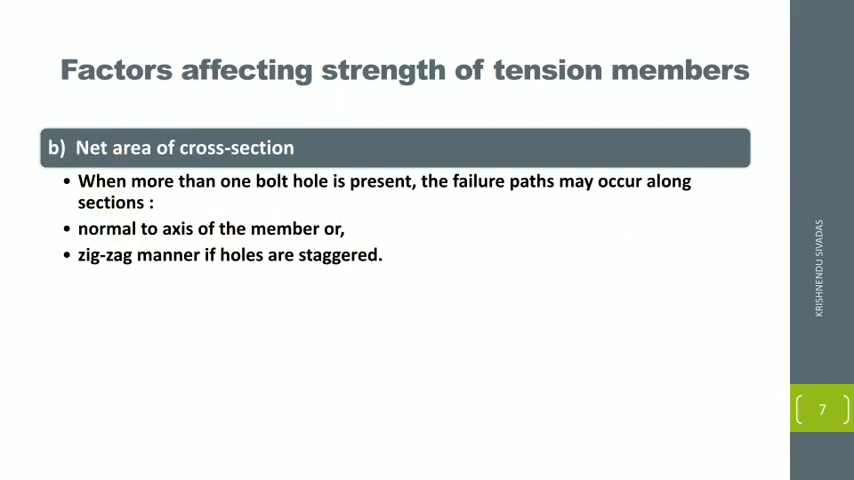 Factors affecting strength of tension members
b) Net area of cross-section
• When more than one bolt hole is present, the failure paths may occur along
sections :
• normal to axis of the member or,
• zig-zag manner if holes are staggered.
KRISHNENDU SIVADAS
7